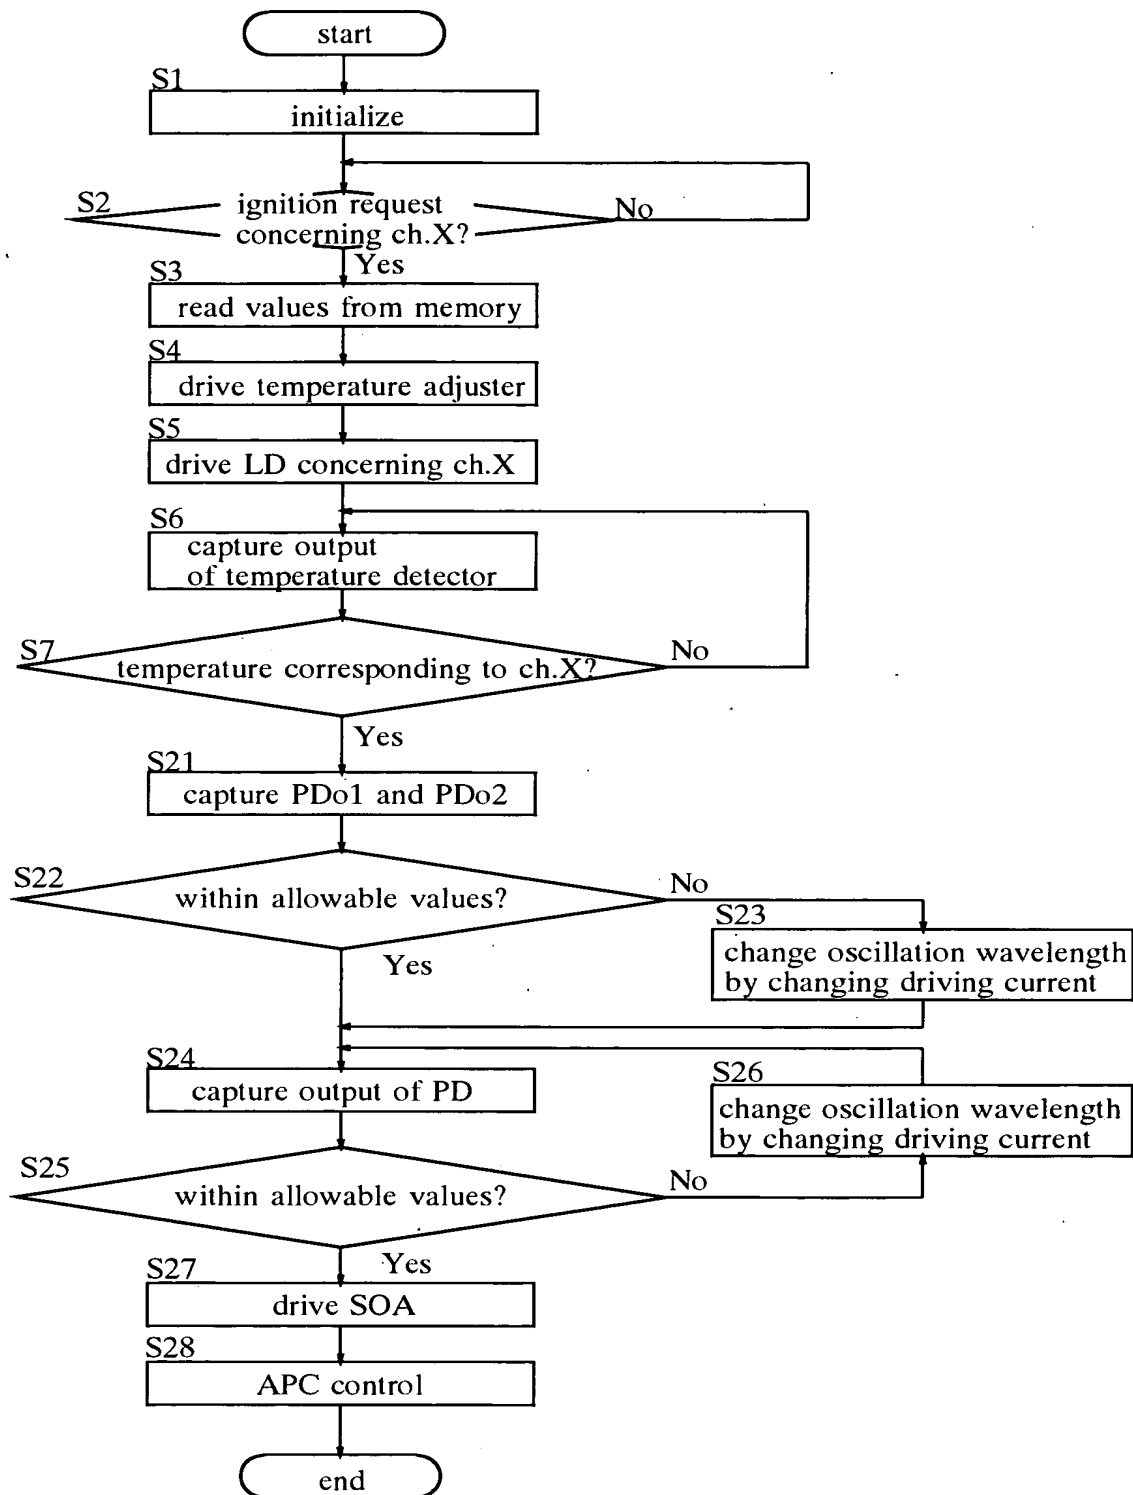 start
S1
initialize
S2
ignition request
concerning ch.X?
No
Yes
S3
read values from memory
S4
drive temperature adjuster
S5
drive LD concerning ch.X
S6
capture output
of temperature detector
S7
temperature corresponding to ch.X?
No
Yes
S21
capture PDo1 and PDo2
S22
within allowable values?
No
Yes
S23
change oscillation wavelength
by changing driving current
S24
capture output of PD
S26
change oscillation wavelength
by changing driving current
S25
within allowable values?
No
Yes
S27
drive SOA
S28
APC control
end